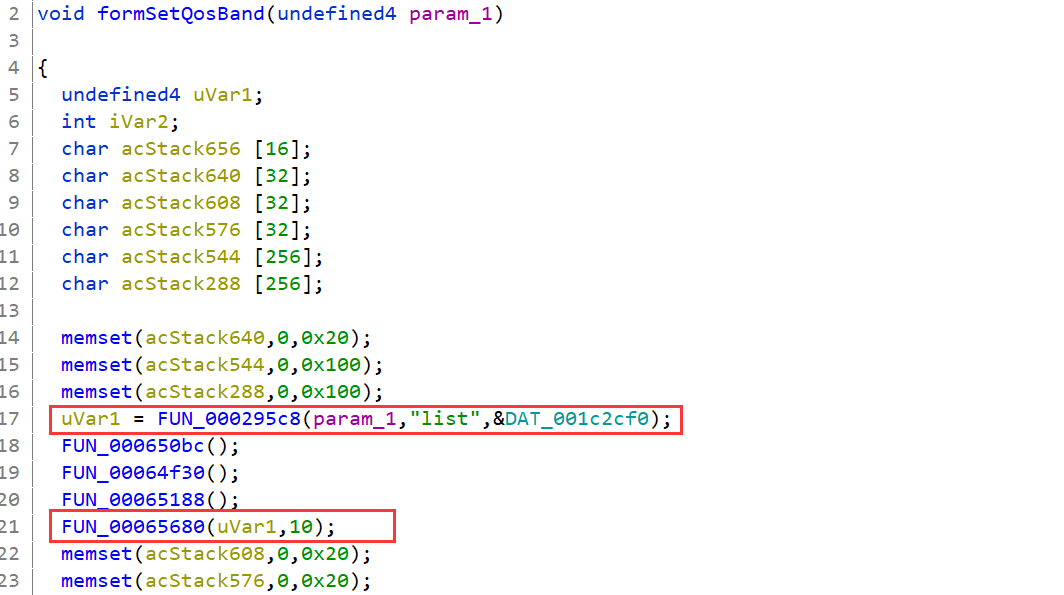 2 void formSetQosBand(undefined4 param_1)
3
4 {
5 undefined4 uVar1;
6 int iVar2;
7 char acStack656 [16];
8 char acStack640 [32];
9 char acStack608 [32];
10 char acStack576 [32];
11 char acStack544 [256];
12 char acStack288 [256];
13
14 memset(acStack640,0,0x20);
15 memset(acStack544,0,0x100);
16 memset(acStack288,0,0x100);
17 uVar1 = FUN_000295c8(param_1,"list",&DAT_001c2cf0);
18 FUN_000650bc();
19 FUN_00064f30();
20 FUN_00065188();
21 FUN_00065680(uVar1,10);
22 memset(acStack608,0,0x20);
23 memset(acStack576,0,0x20);